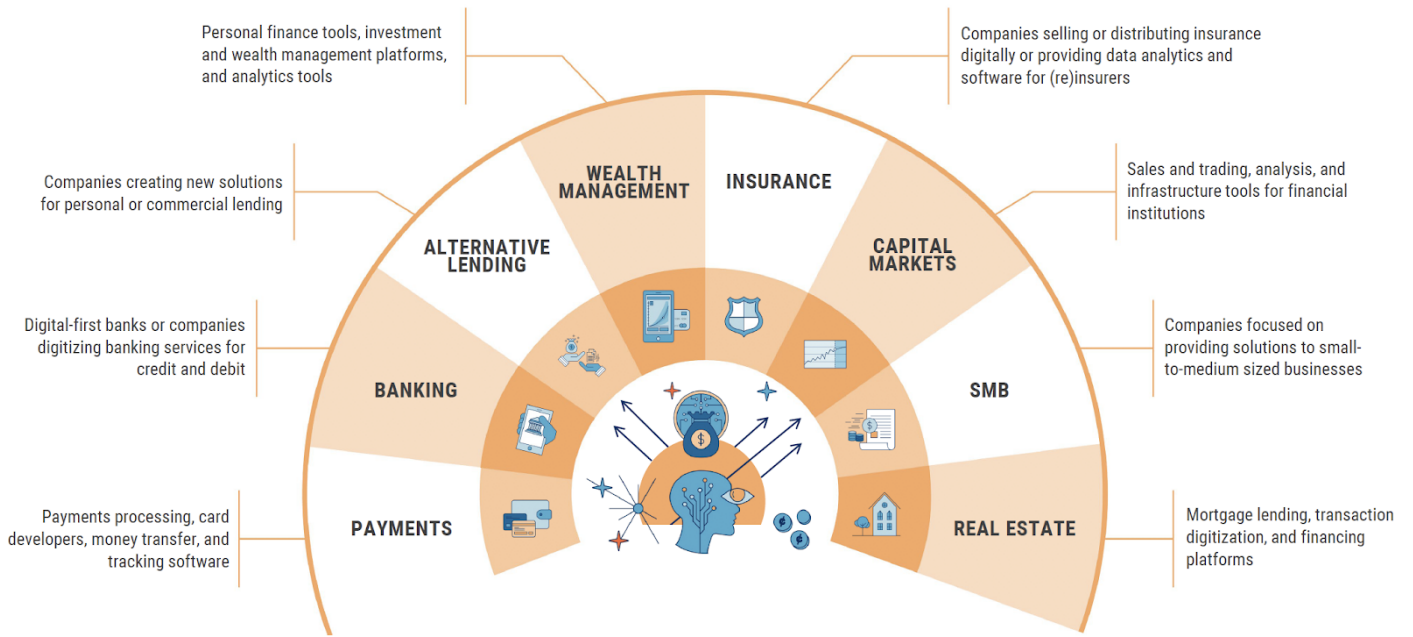 Personal finance tools, investment
and wealth management platforms,
and analytics tools
Companies selling or distributing insurance
digitally or providing data analytics and
software for (re)insurers
Companies creating new solutions
for personal or commercial lending
Sales and trading, analysis, and
infrastructure tools for financial
institutions
Digital-first banks or companies
digitizing banking services for
credit and debit
Companies focused on
providing solutions to small-
to-medium sized businesses
Payments processing, card
developers, money transfer, and
tracking software
Mortgage lending, transaction
digitization, and financing
platforms
PAYMENTS
BANKING
ALTERNATIVE
LENDING
WEALTH
MANAGEMENT
INSURANCE
CAPITAL
MARKETS
SMB
REAL ESTATE
$